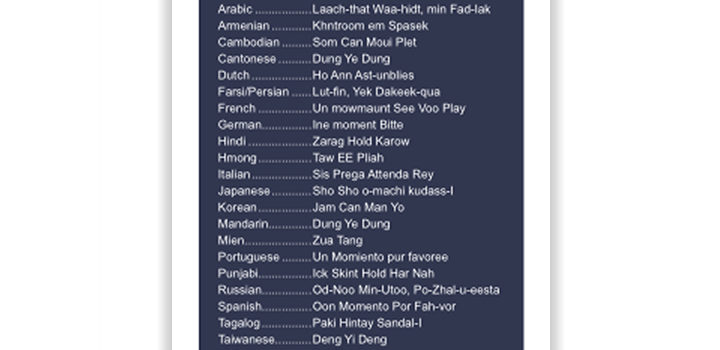 Arabic ................Laach-that Waa-hidt, min Fad-lak
Armenian ............Khntroom em Spasek
Cambodian .........Som Can Moui Plet
Cantonese ..........Dung Ye Dung
Dutch ..................Ho Ann Ast-unblies
Farsi/Persian ......Lut-fin, Yek Dakeek-qua
French ................Un mowmaunt See Voo Play
German...............Ine moment Bitte
Hindi ...................Zarag Hold Karow
Hmong ................Taw EE Pliah
Italian ..................Sis Prega Attenda Rey
Japanese ............Sho Sho o-machi kudass-I
Korean ................Jam Can Man Yo
Mandarin.............Dung Ye Dung
Mien....................Zua Tang
Portuguese .........Un Momiento pur favoree
Punjabi................Ick Skint Hold Har Nah
Russian...............Od-Noo Min-Utoo, Po-Zhal-u-eesta
Spanish...............Oon Momento Por Fah-vor
Tagalog...............Paki Hintay Sandal-I
Taiwanese...........Deng Yi Deng